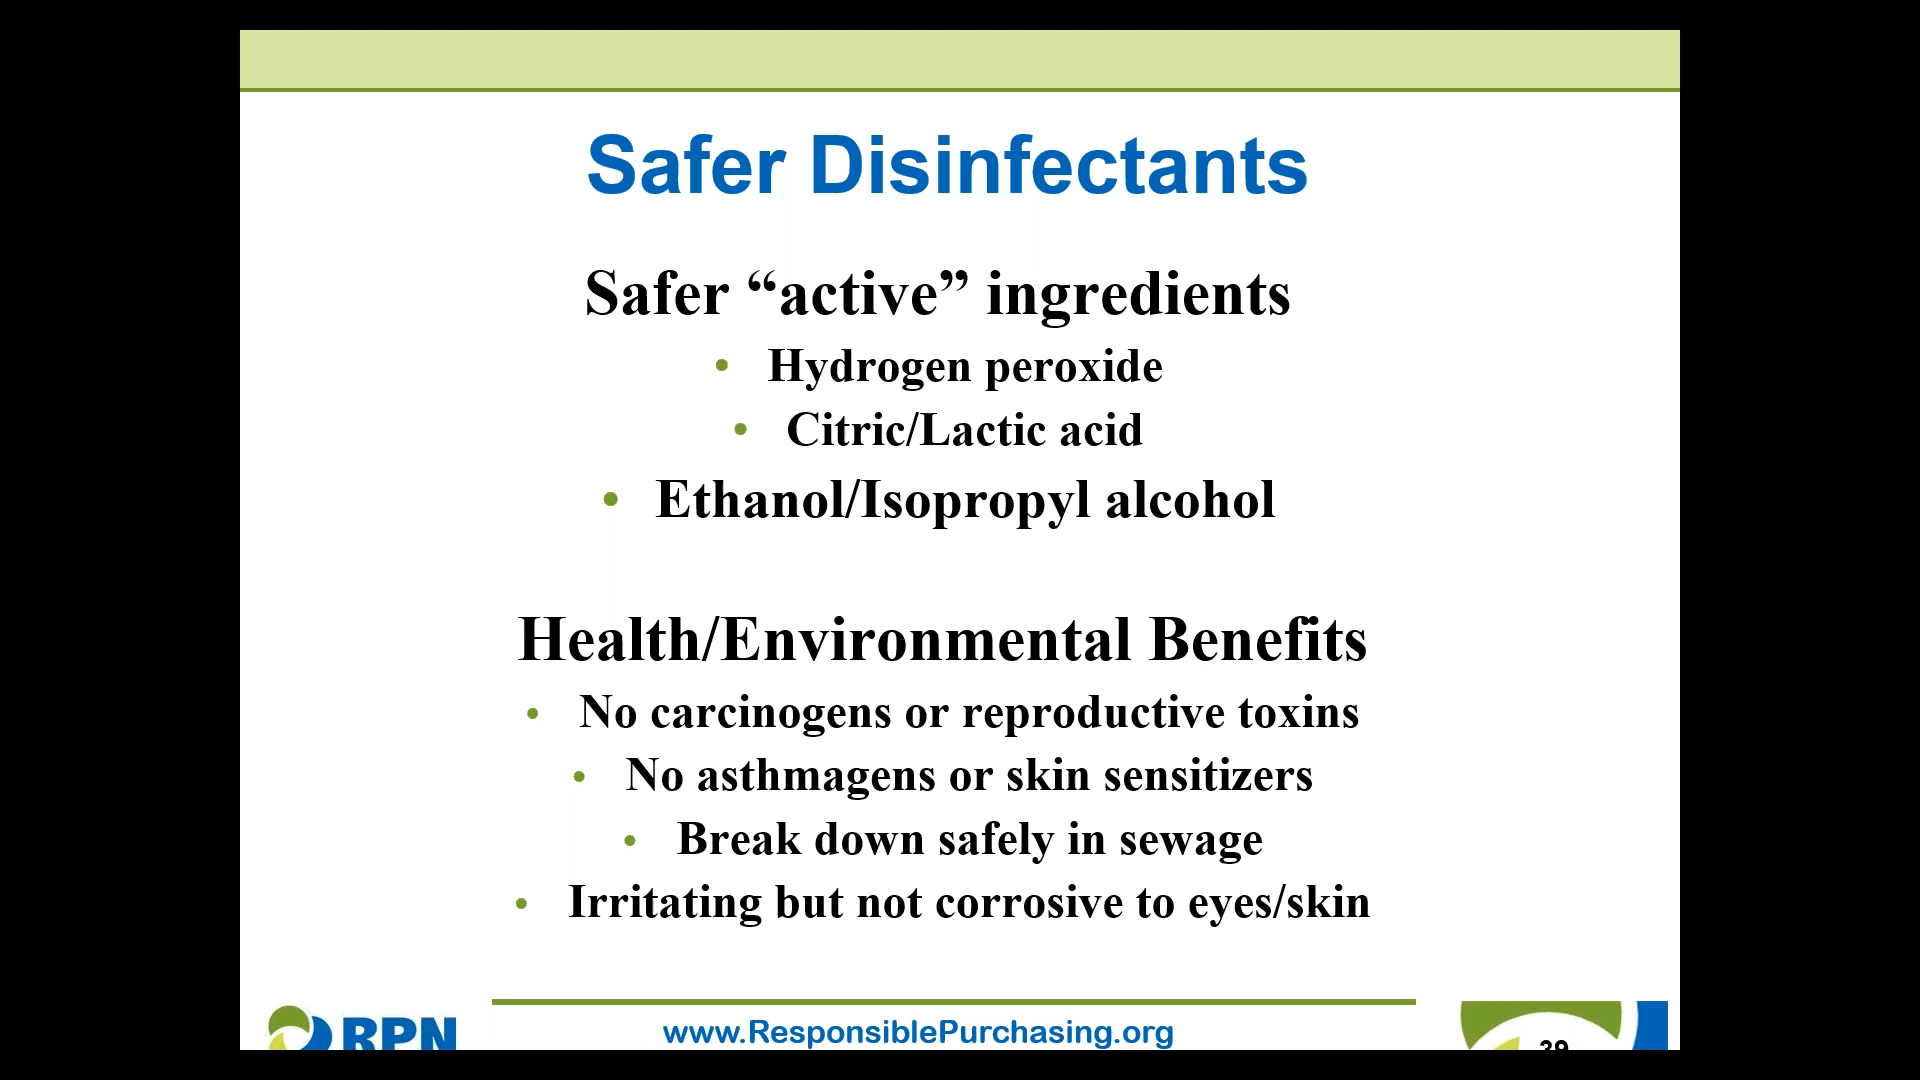 Safer Disinfectants
Safer “active” ingredients
• Hydrogen peroxide
• Citric/Lactic acid
• Ethanol/Isopropyl alcohol
Health/Environmental Benefits
• No carcinogens or reproductive toxins
• No asthmagens or skin sensitizers
• Break down safely in sewage
• Irritating but not corrosive to eyes/skin
RPN
www.ResponsiblePurchasing.org
39